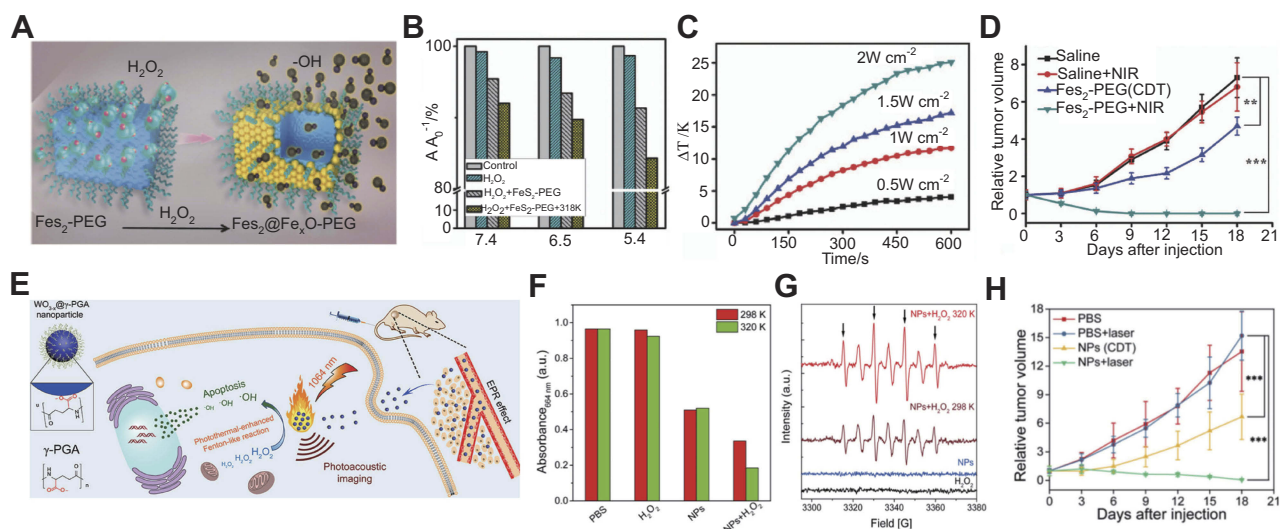 A
H2O2
-OH
H2O2
Fes2-PEG
Fes2@FexO-PEG
B
A A0-1/%
100
80
20
0
Control
H2O2
H2O2+FeS2-PEG
H2O2+FeS2-PEG+318K
7.4 6.5 5.4
C
ΔT/K
25
20
15
10
5
0
2W cm-2
1.5W cm-2
1W cm-2
0.5W cm-2
0 150 300 450 600
Time/s
D
Relative tumor volume
8
6
4
2
0
Saline
Saline+NIR
Fes2-PEG(CDT)
Fes2-PEG+NIR
**
***
0 3 6 9 12 15 18 21
Days after injection
E
WO3-x@γ-PGA
nanoparticle
γ-PGA
Apoptosis
·OH ·OH ·OH
Photothermal-enhanced
Fenton-like reaction
H2O2 H2O2 H2O2
1064 nm
Photoacoustic
imaging
EPR effect
F
Absorbance664 nm (a.u.)
1.0
0.8
0.6
0.4
0.2
0.0
298 K
320 K
PBS H2O2 NPs NPs+H2O2
G
Intensity (a.u.)
NPs+H2O2 320 K
NPs+H2O2 298 K
NPs
H2O2
3300 3320 3340 3360 3380
Field [G]
H
Relative tumor volume
18
15
12
9
6
3
0
PBS
PBS+laser
NPs (CDT)
NPs+laser
***
***
0 3 6 9 12 15 18 21
Days after injection